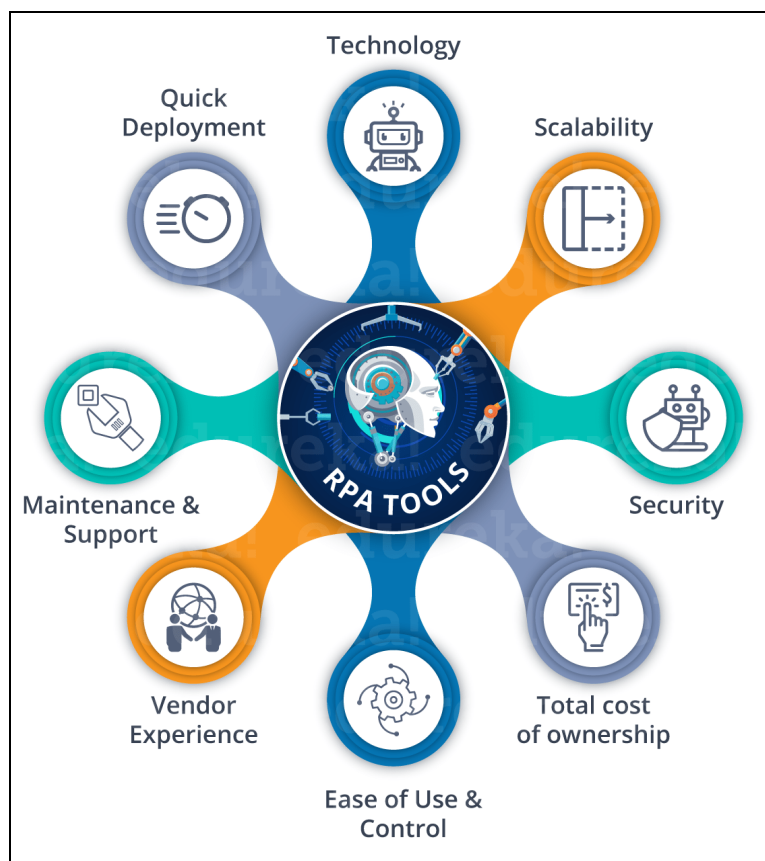 Technology
Quick
Deployment
Scalability
RPA TOOLS
Maintenance &
Support
Security
Vendor
Experience
Total cost
of ownership
Ease of Use &
Control
$
edureka!